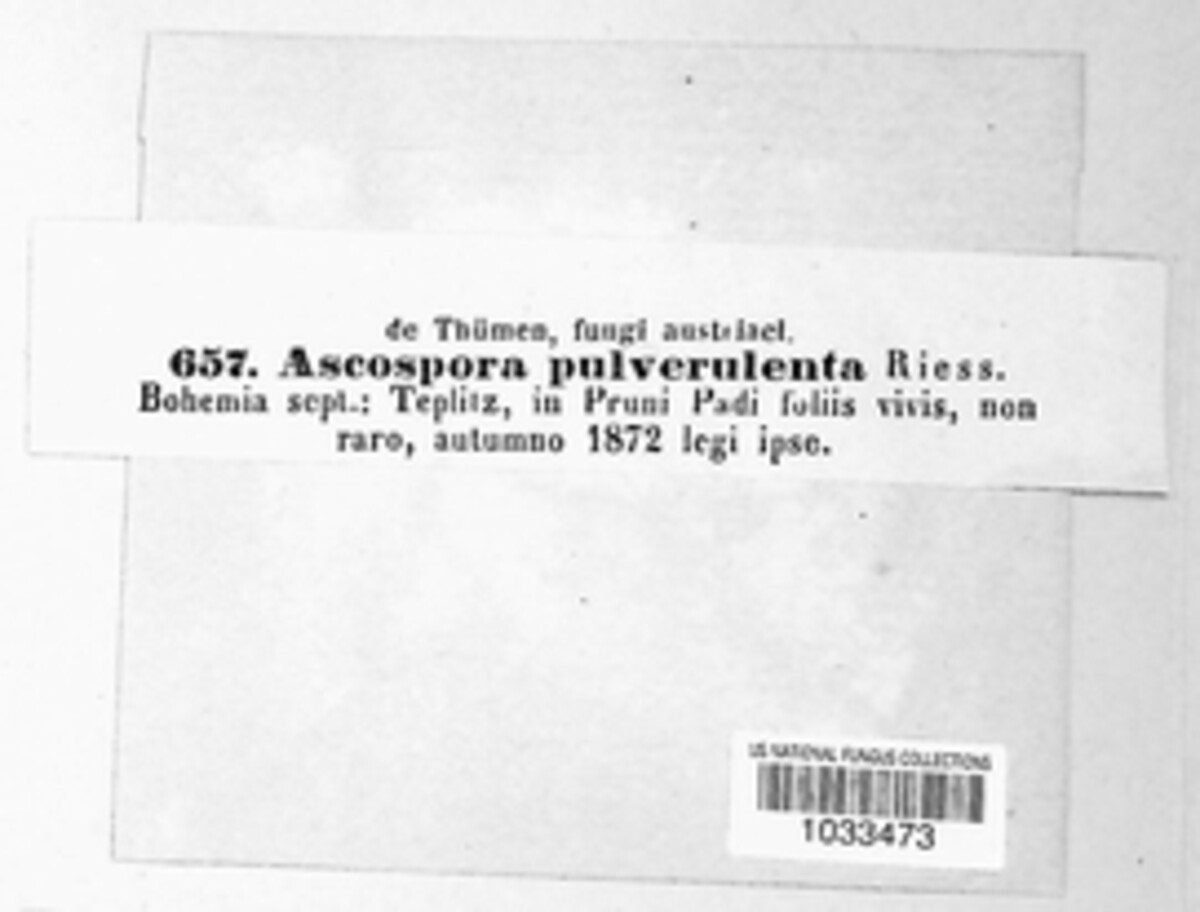 de Thümen, fungi austriaci.
657. Ascospora pulverulenta Riess.
Bohemia sept.: Teplitz, in Pruni Padi foliis vivis, non
raro, autumno 1872 legi ipse.
US NATIONAL FUNGUS COLLECTIONS
1033473